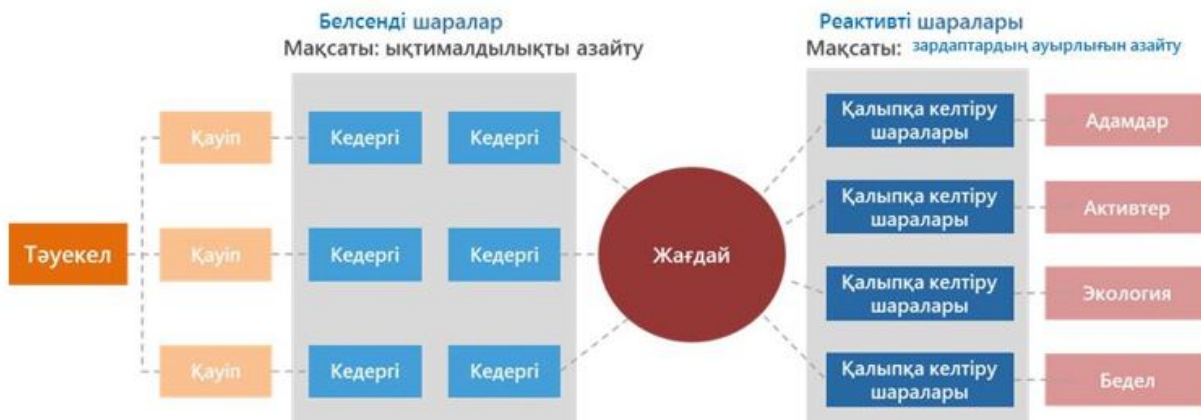 Белсенді шаралар
Мақсаты: ықтималдылықты азайту
Реактивті шаралары
Мақсаты: зардаптардың ауырлығын азайту
Тәуекел
Қауіп
Кедергі
Кедергі
Қауіп
Кедергі
Кедергі
Қауіп
Кедергі
Кедергі
Жағдай
Қалыпқа келтіру
шаралары
Адамдар
Қалыпқа келтіру
шаралары
Активтер
Қалыпқа келтіру
шаралары
Экология
Қалыпқа келтіру
шаралары
Бедел